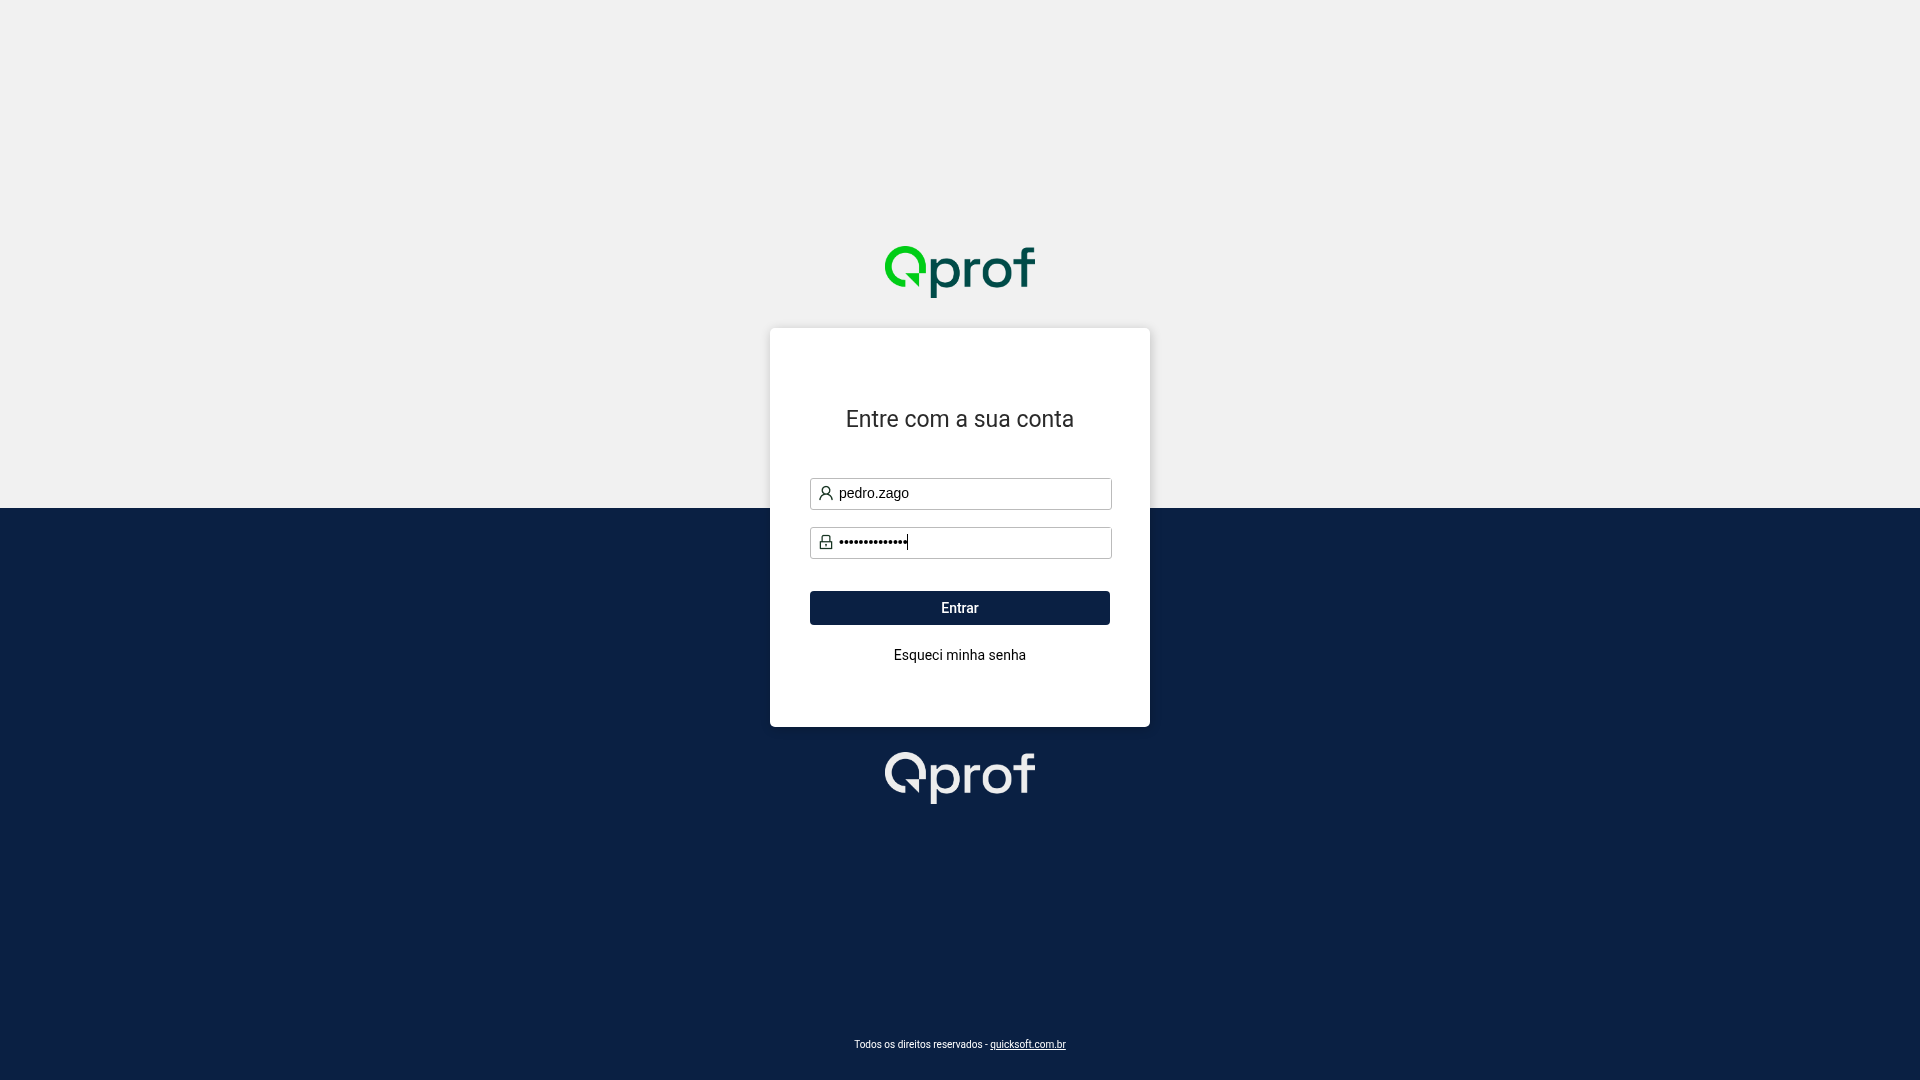 Qprof
Entre com a sua conta
pedro.zago
••••••••••••••
Entrar
Esqueci minha senha
Qprof
Todos os direitos reservados - quicksoft.com.br